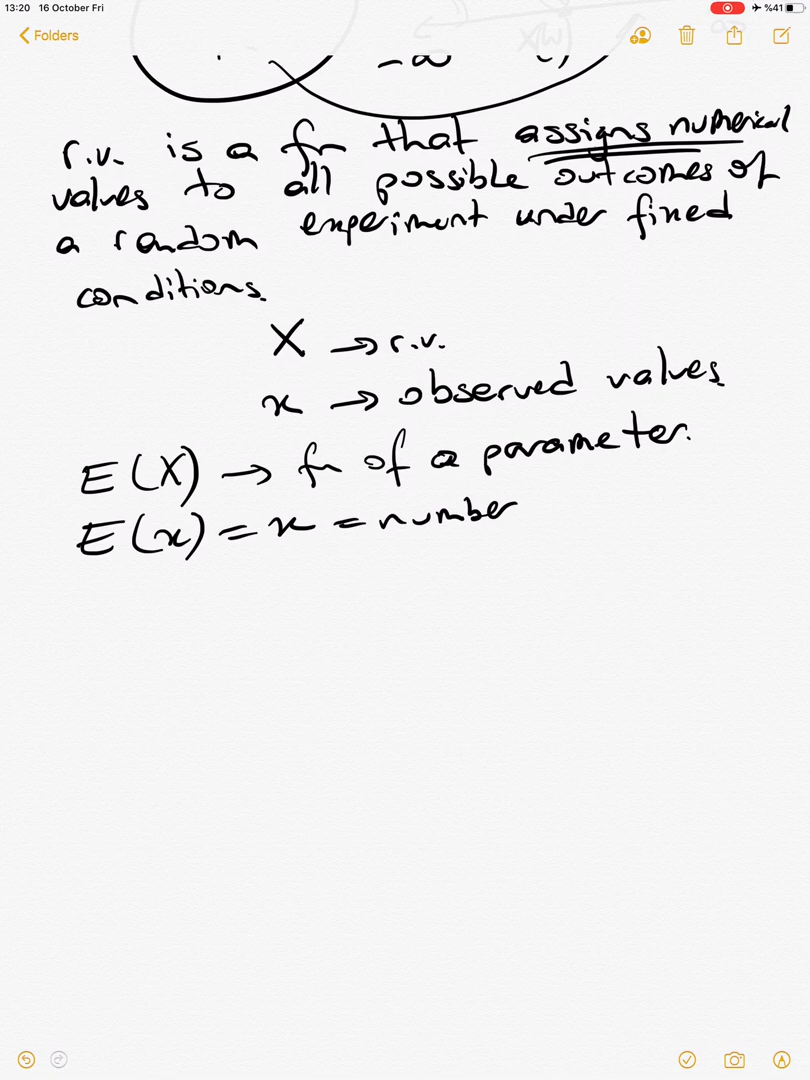 13:20 16 October Fri
%41
Folders
X(w)
- ∞
r.v. is a fn that assigns numerical
values to all possible outcomes of
a random experiment under fixed
conditions.
X → r.v.
x → observed values
E(X) → fn of a parameter.
E(x) = x = number